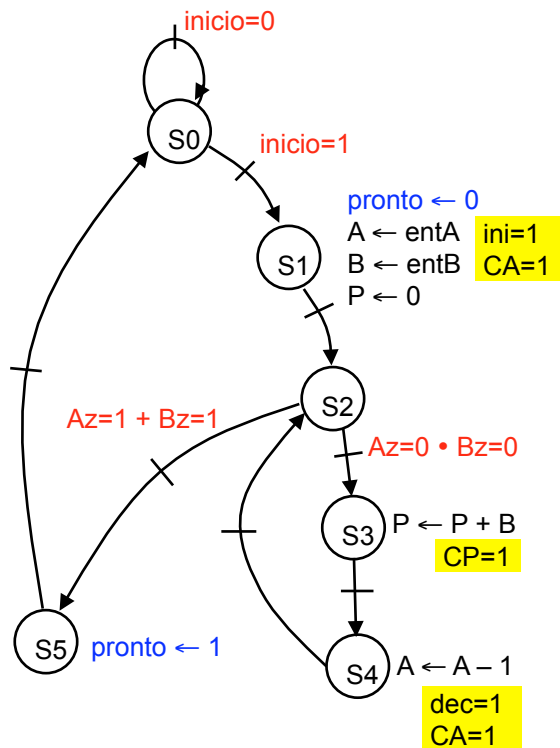 inicio=0
S0
inicio=1
pronto ← 0
A ← entA
ini=1
S1
B ← entB
CA=1
P ← 0
S2
Az=1 + Bz=1
Az=0 • Bz=0
S3
P ← P + B
CP=1
S5
pronto ← 1
S4
A ← A – 1
dec=1
CA=1